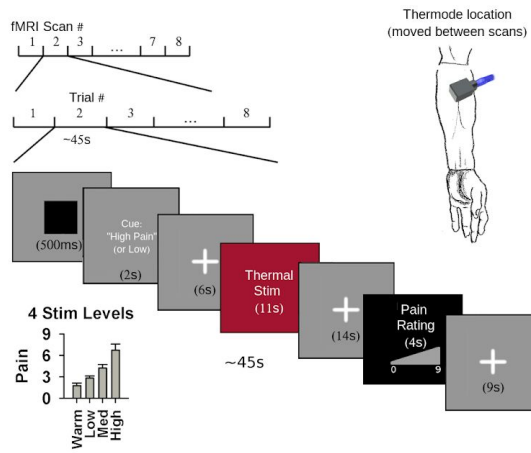 fMRI Scan #
1 2 3 ... 7 8
Thermode location
(moved between scans)
Trial #
1 2 3 ... 8
~45s
(500ms)
Cue:
"High Pain"
(or Low)
(2s)
(6s)
Thermal
Stim
(11s)
(14s)
Pain
Rating
(4s)
0 9
(9s)
~45s
4 Stim Levels
Pain
9
6
3
0
Warm
Low
Med
High